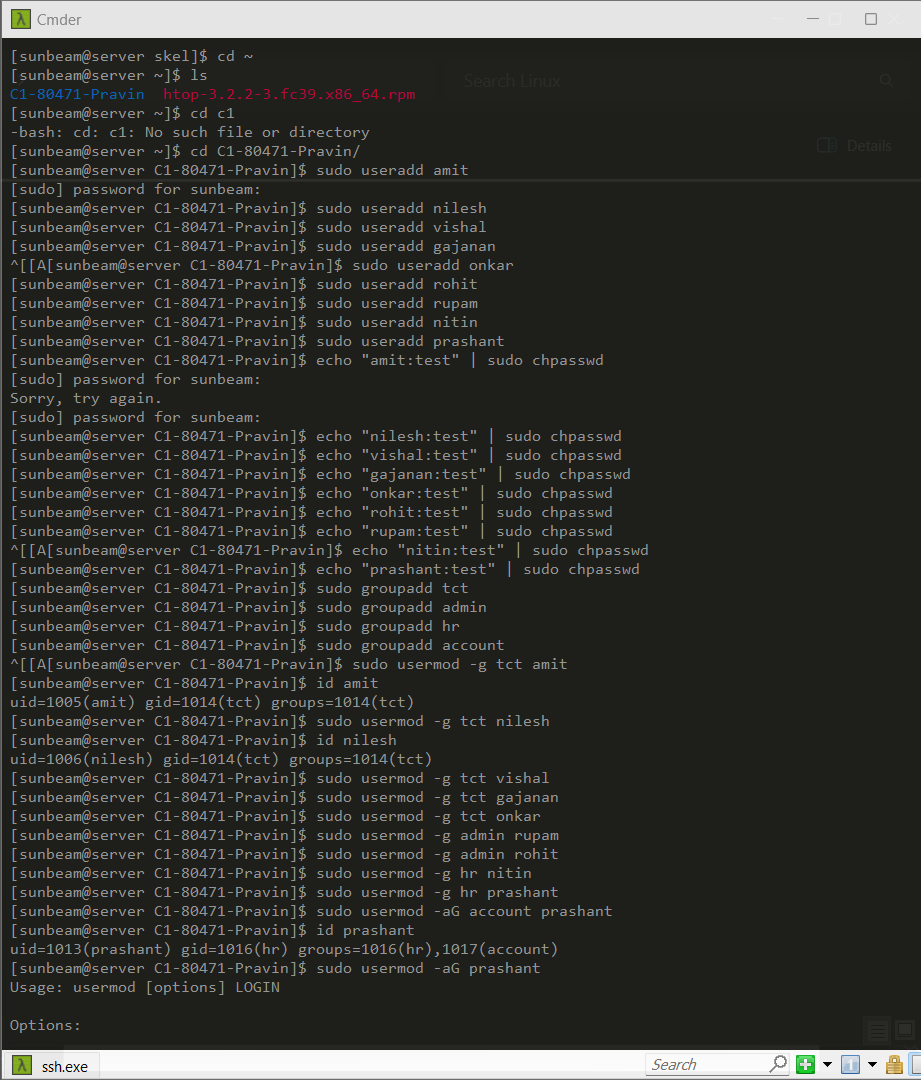 λ Cmder
[sunbeam@server skel]$ cd ~
[sunbeam@server ~]$ ls
C1-80471-Pravin  htop-3.2.2-3.fc39.x86_64.rpm
Search Linux
[sunbeam@server ~]$ cd c1
-bash: cd: c1: No such file or directory
[sunbeam@server ~]$ cd C1-80471-Pravin/
Details
[sunbeam@server C1-80471-Pravin]$ sudo useradd amit
[sudo] password for sunbeam:
[sunbeam@server C1-80471-Pravin]$ sudo useradd nilesh
[sunbeam@server C1-80471-Pravin]$ sudo useradd vishal
[sunbeam@server C1-80471-Pravin]$ sudo useradd gajanan
^[[A[sunbeam@server C1-80471-Pravin]$ sudo useradd onkar
[sunbeam@server C1-80471-Pravin]$ sudo useradd rohit
[sunbeam@server C1-80471-Pravin]$ sudo useradd rupam
[sunbeam@server C1-80471-Pravin]$ sudo useradd nitin
[sunbeam@server C1-80471-Pravin]$ sudo useradd prashant
[sunbeam@server C1-80471-Pravin]$ echo "amit:test" | sudo chpasswd
[sudo] password for sunbeam:
Sorry, try again.
[sudo] password for sunbeam:
[sunbeam@server C1-80471-Pravin]$ echo "nilesh:test" | sudo chpasswd
[sunbeam@server C1-80471-Pravin]$ echo "vishal:test" | sudo chpasswd
[sunbeam@server C1-80471-Pravin]$ echo "gajanan:test" | sudo chpasswd
[sunbeam@server C1-80471-Pravin]$ echo "onkar:test" | sudo chpasswd
[sunbeam@server C1-80471-Pravin]$ echo "rohit:test" | sudo chpasswd
[sunbeam@server C1-80471-Pravin]$ echo "rupam:test" | sudo chpasswd
^[[A[sunbeam@server C1-80471-Pravin]$ echo "nitin:test" | sudo chpasswd
[sunbeam@server C1-80471-Pravin]$ echo "prashant:test" | sudo chpasswd
[sunbeam@server C1-80471-Pravin]$ sudo groupadd tct
[sunbeam@server C1-80471-Pravin]$ sudo groupadd admin
[sunbeam@server C1-80471-Pravin]$ sudo groupadd hr
[sunbeam@server C1-80471-Pravin]$ sudo groupadd account
^[[A[sunbeam@server C1-80471-Pravin]$ sudo usermod -g tct amit
[sunbeam@server C1-80471-Pravin]$ id amit
uid=1005(amit) gid=1014(tct) groups=1014(tct)
[sunbeam@server C1-80471-Pravin]$ sudo usermod -g tct nilesh
[sunbeam@server C1-80471-Pravin]$ id nilesh
uid=1006(nilesh) gid=1014(tct) groups=1014(tct)
[sunbeam@server C1-80471-Pravin]$ sudo usermod -g tct vishal
[sunbeam@server C1-80471-Pravin]$ sudo usermod -g tct gajanan
[sunbeam@server C1-80471-Pravin]$ sudo usermod -g tct onkar
[sunbeam@server C1-80471-Pravin]$ sudo usermod -g admin rupam
[sunbeam@server C1-80471-Pravin]$ sudo usermod -g admin rohit
[sunbeam@server C1-80471-Pravin]$ sudo usermod -g hr nitin
[sunbeam@server C1-80471-Pravin]$ sudo usermod -g hr prashant
[sunbeam@server C1-80471-Pravin]$ sudo usermod -aG account prashant
[sunbeam@server C1-80471-Pravin]$ id prashant
uid=1013(prashant) gid=1016(hr) groups=1016(hr),1017(account)
[sunbeam@server C1-80471-Pravin]$ sudo usermod -aG prashant
Usage: usermod [options] LOGIN
Options:
λ ssh.exe
Search
1